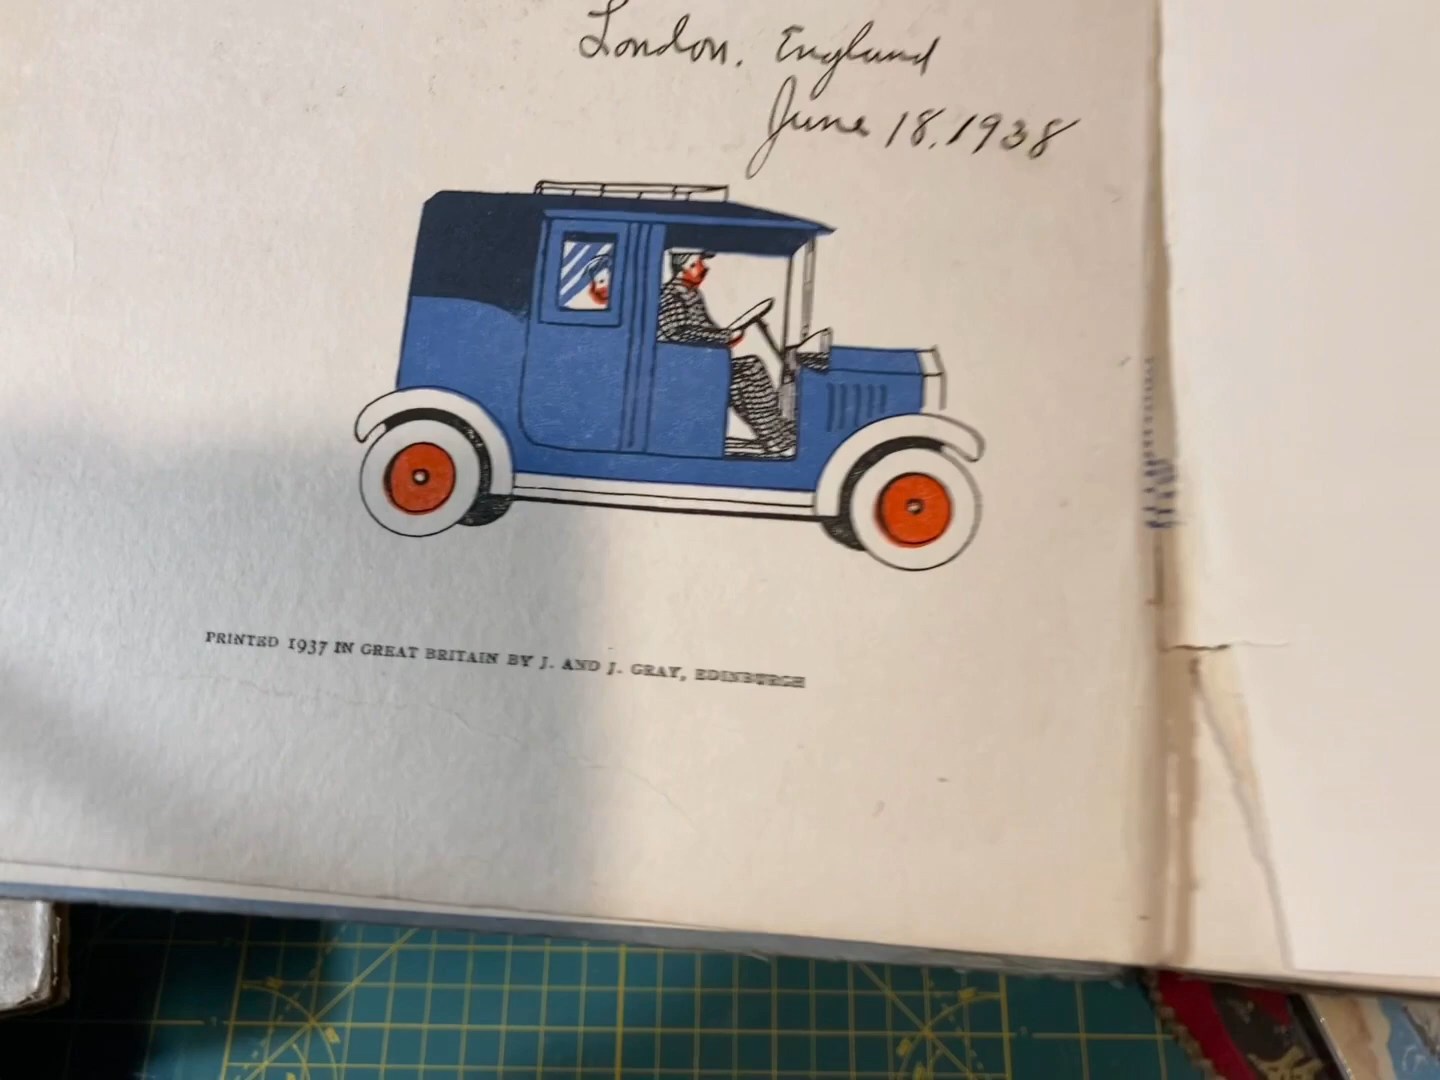 London, England
June 18, 1938
PRINTED 1937 IN GREAT BRITAIN BY J. AND J. GRAY, EDINBURGH